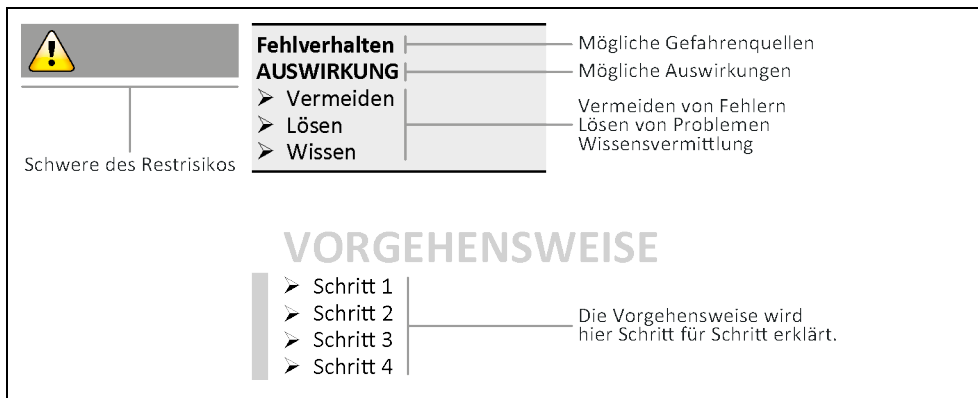 Fehlverhalten
Mögliche Gefahrenquellen
AUSWIRKUNG
Mögliche Auswirkungen
➢ Vermeiden
➢ Lösen
➢ Wissen
Vermeiden von Fehlern
Lösen von Problemen
Wissensvermittlung
Schwere des Restrisikos
VORGEHENSWEISE
➢ Schritt 1
➢ Schritt 2
➢ Schritt 3
➢ Schritt 4
Die Vorgehensweise wird
hier Schritt für Schritt erklärt.